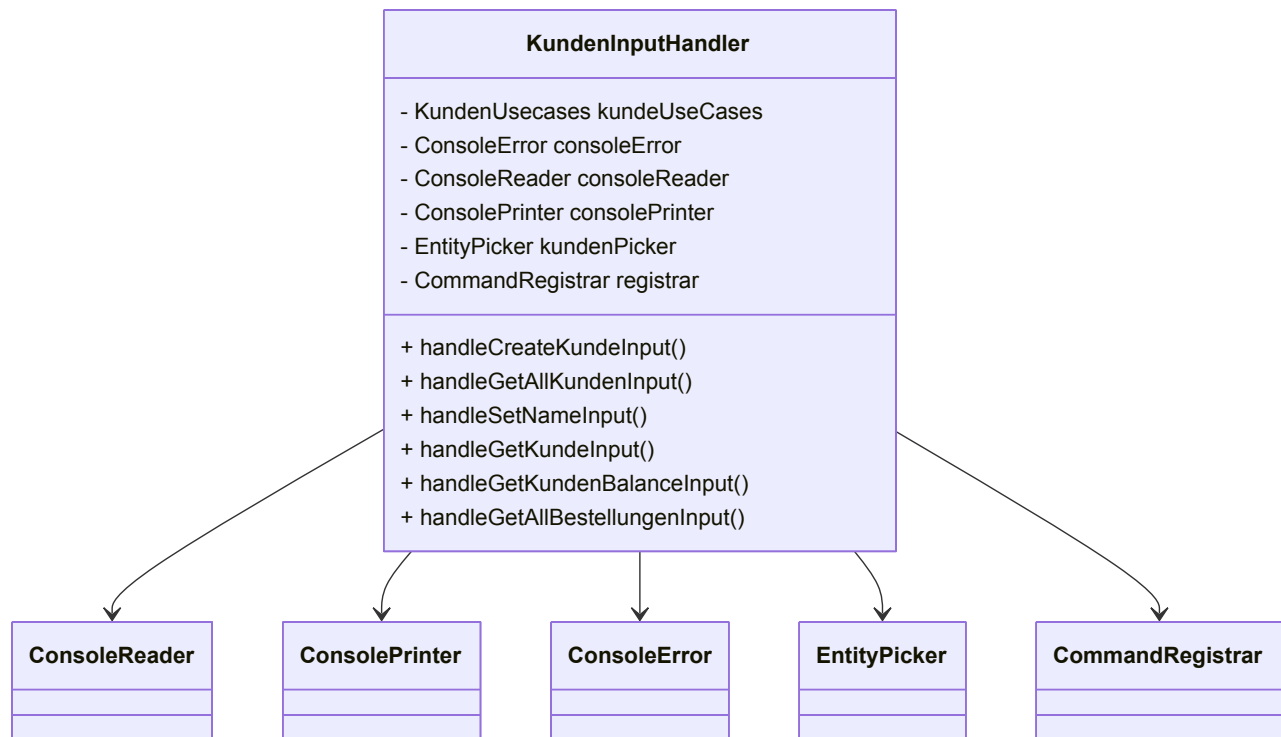 KundenInputHandler
- KundenUsecases kundeUseCases
- ConsoleError consoleError
- ConsoleReader consoleReader
- ConsolePrinter consolePrinter
- EntityPicker kundenPicker
- CommandRegistrar registrar
+ handleCreateKundeInput()
+ handleGetAllKundenInput()
+ handleSetNameInput()
+ handleGetKundeInput()
+ handleGetKundenBalanceInput()
+ handleGetAllBestellungenInput()
ConsoleReader
ConsolePrinter
ConsoleError
EntityPicker
CommandRegistrar